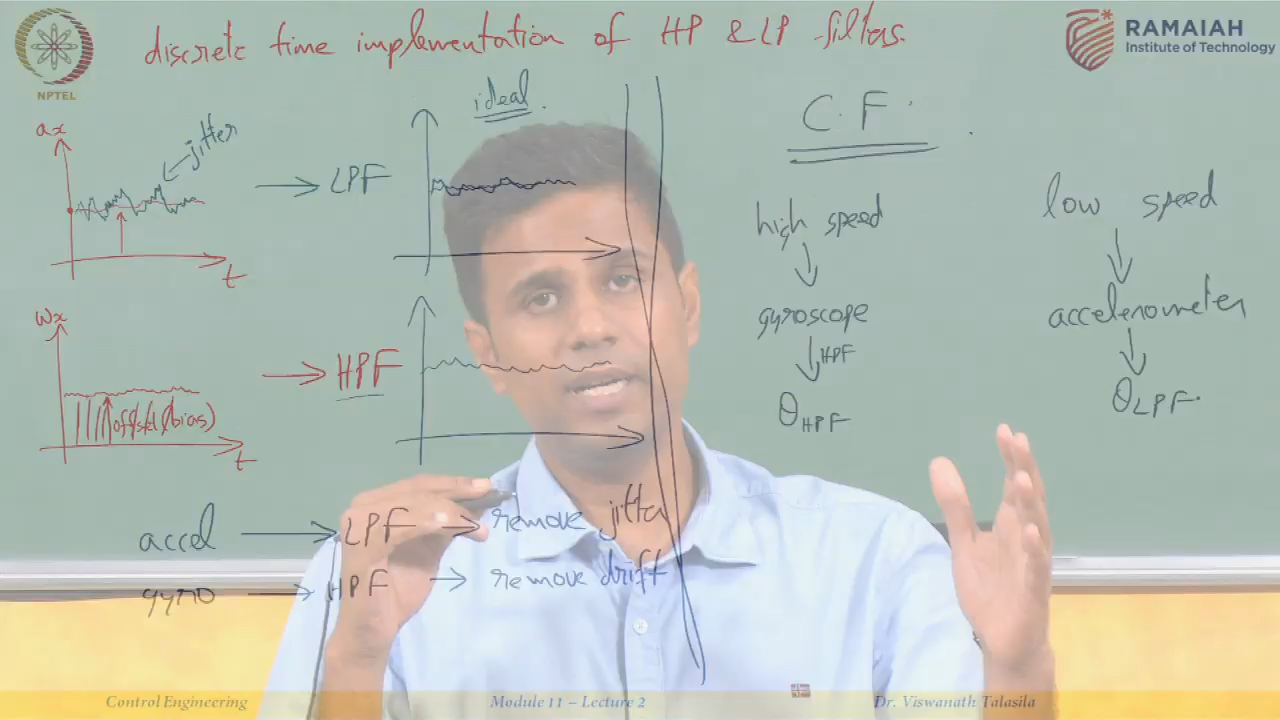 discrete time implementation of HP & LP filters.
NPTEL
RAMAIAH
Institute of Technology
ax
jitter
t
LPF
ideal.
wx
offset (bias)
t
HPF
accel → LPF → remove jitter
gyro → HPF → remove drift
C.F.
high speed
gyroscope
HPF
θHPF
low speed
accelerometer
θLPF.
Control Engineering
Module 11 – Lecture 2
Dr. Viswanath Talasila